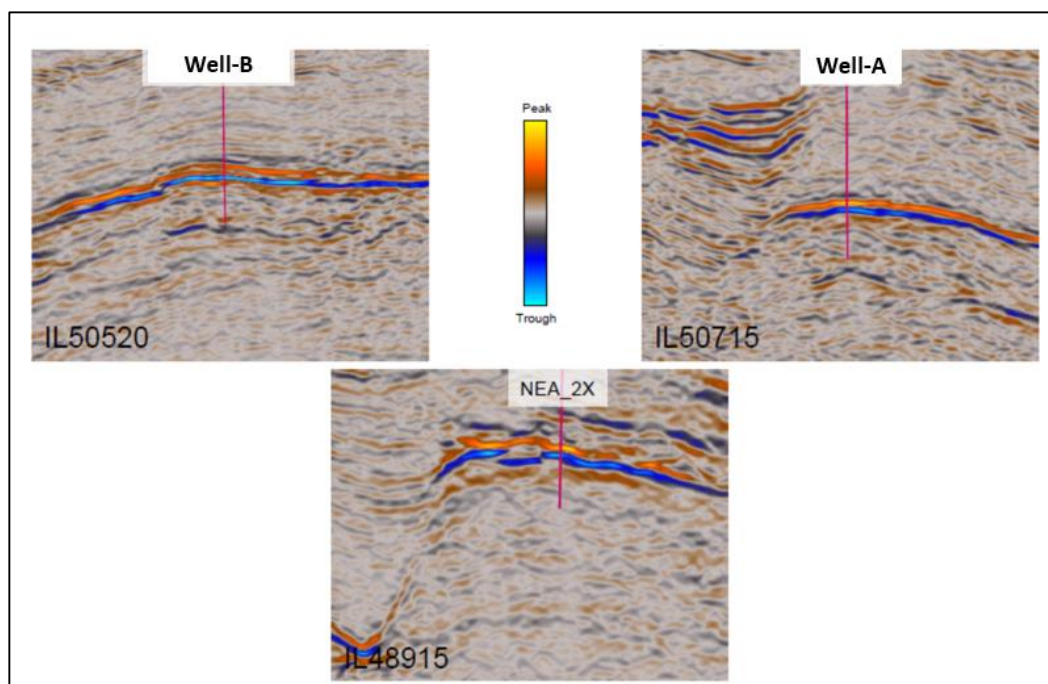 Well-B
Well-A
Peak
Trough
IL50520
IL50715
NEA_2X
IL48915